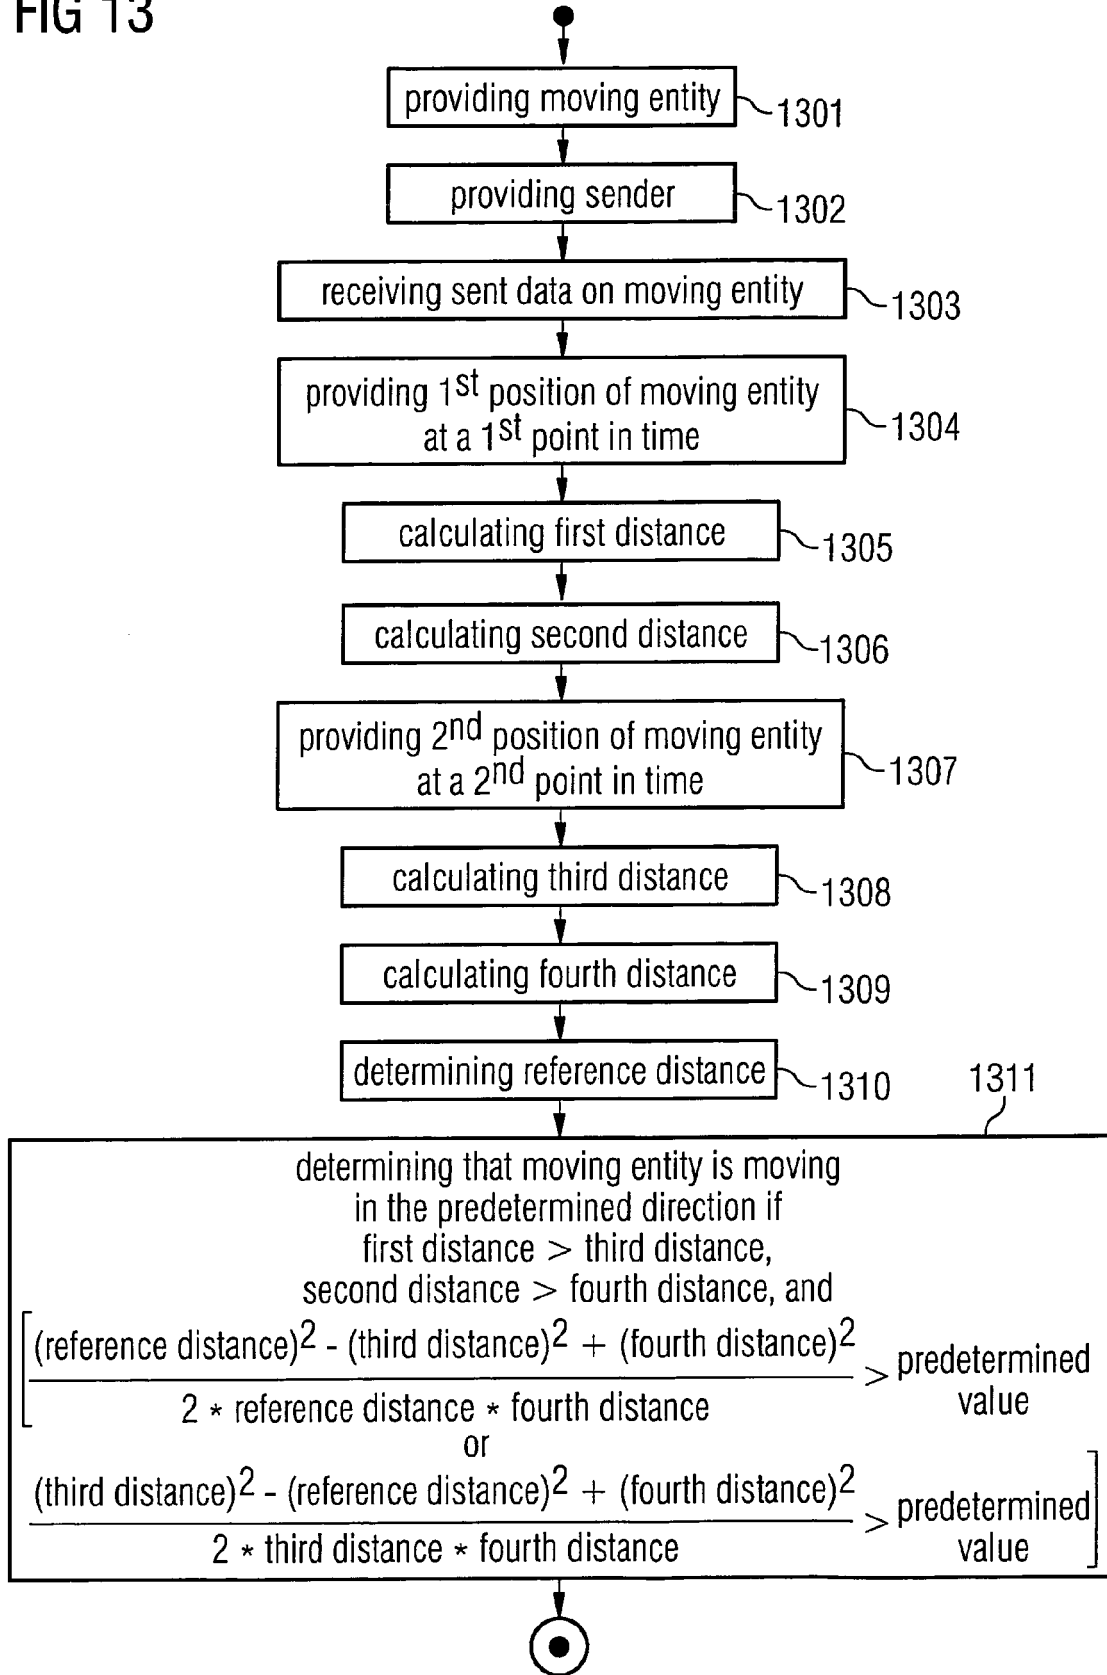 FIG 13
providing moving entity
1301
providing sender
1302
receiving sent data on moving entity
1303
providing 1st position of moving entity
at a 1st point in time
1304
calculating first distance
1305
calculating second distance
1306
providing 2nd position of moving entity
at a 2nd point in time
1307
calculating third distance
1308
calculating fourth distance
1309
determining reference distance
1310
1311
determining that moving entity is moving
in the predetermined direction if
first distance > third distance,
second distance > fourth distance, and
[(reference distance)2 - (third distance)2 + (fourth distance)2
2 * reference distance * fourth distance
> predetermined
value
or
(third distance)2 - (reference distance)2 + (fourth distance)2
2 * third distance * fourth distance
> predetermined
value]